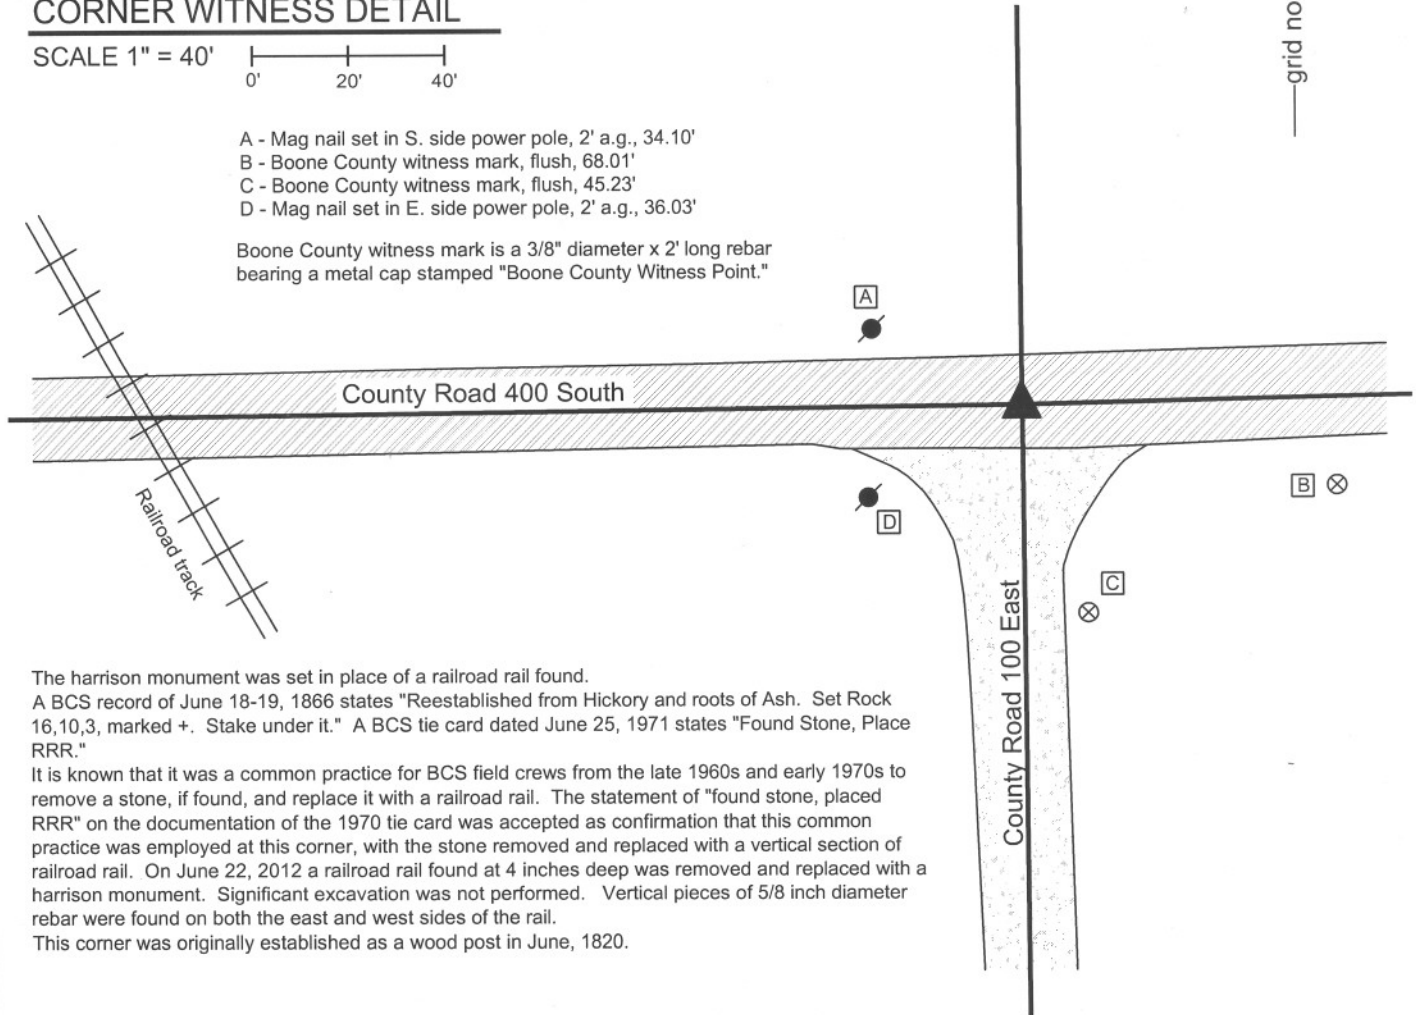 CORNER WITNESS DETAIL
SCALE 1" = 40'
0' 20' 40'
grid no
A - Mag nail set in S. side power pole, 2' a.g., 34.10'
B - Boone County witness mark, flush, 68.01'
C - Boone County witness mark, flush, 45.23'
D - Mag nail set in E. side power pole, 2' a.g., 36.03'
Boone County witness mark is a 3/8" diameter x 2' long rebar
bearing a metal cap stamped "Boone County Witness Point."
A
County Road 400 South
B
D
Railroad track
C
County Road 100 East
The harrison monument was set in place of a railroad rail found.
A BCS record of June 18-19, 1866 states "Reestablished from Hickory and roots of Ash. Set Rock
16,10,3, marked +. Stake under it." A BCS tie card dated June 25, 1971 states "Found Stone, Place
RRR."
It is known that it was a common practice for BCS field crews from the late 1960s and early 1970s to
remove a stone, if found, and replace it with a railroad rail. The statement of "found stone, placed
RRR" on the documentation of the 1970 tie card was accepted as confirmation that this common
practice was employed at this corner, with the stone removed and replaced with a vertical section of
railroad rail. On June 22, 2012 a railroad rail found at 4 inches deep was removed and replaced with a
harrison monument. Significant excavation was not performed. Vertical pieces of 5/8 inch diameter
rebar were found on both the east and west sides of the rail.
This corner was originally established as a wood post in June, 1820.